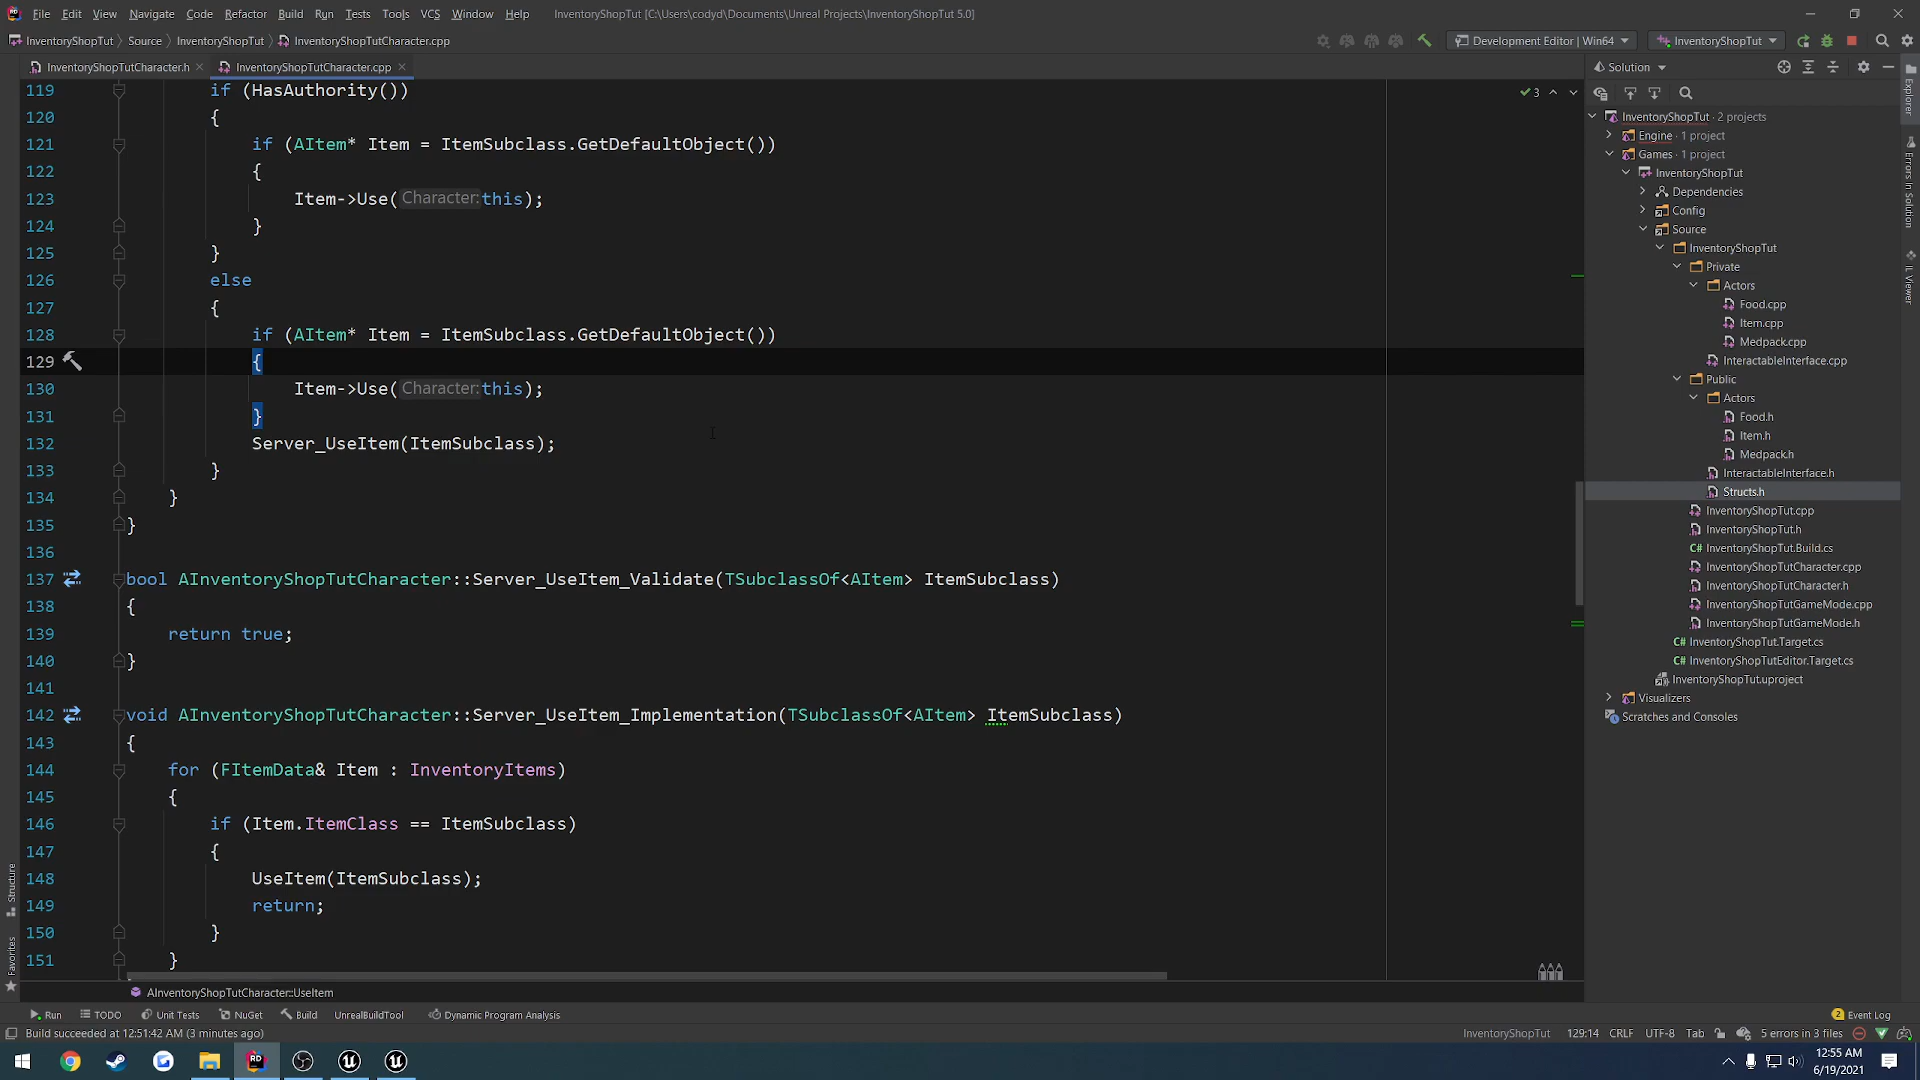 File Edit View Navigate Code Refactor Build Run Tests Tools VCS Window Help InventoryShopTut [C:\Users\codyd\Documents\Unreal Projects\InventoryShopTut 5.0]
InventoryShopTut Source InventoryShopTut InventoryShopTutCharacter.cpp Development Editor | Win64 InventoryShopTut
InventoryShopTutCharacter.h InventoryShopTutCharacter.cpp
119 if (HasAuthority())
120 {
121 if (AItem* Item = ItemSubclass.GetDefaultObject())
122 {
123 Item->Use(Character:this);
124 }
125 }
126 else
127 {
128 if (AItem* Item = ItemSubclass.GetDefaultObject())
129 {
130 Item->Use(Character:this);
131 }
132 Server_UseItem(ItemSubclass);
133 }
134 }
135 }
136
137 bool AInventoryShopTutCharacter::Server_UseItem_Validate(TSubclassOf<AItem> ItemSubclass)
138 {
139 return true;
140 }
141
142 void AInventoryShopTutCharacter::Server_UseItem_Implementation(TSubclassOf<AItem> ItemSubclass)
143 {
144 for (FItemData& Item : InventoryItems)
145 {
146 if (Item.ItemClass == ItemSubclass)
147 {
148 UseItem(ItemSubclass);
149 return;
150 }
151 }
3
AInventoryShopTutCharacter::UseItem
Solution
InventoryShopTut · 2 projects
Engine · 1 project
Games · 1 project
InventoryShopTut
Dependencies
Config
Source
InventoryShopTut
Private
Actors
Food.cpp
Item.cpp
Medpack.cpp
InteractableInterface.cpp
Public
Actors
Food.h
Item.h
Medpack.h
InteractableInterface.h
Structs.h
InventoryShopTut.cpp
InventoryShopTut.h
C# InventoryShopTut.Build.cs
InventoryShopTutCharacter.cpp
InventoryShopTutCharacter.h
InventoryShopTutGameMode.cpp
InventoryShopTutGameMode.h
C# InventoryShopTut.Target.cs
C# InventoryShopTutEditor.Target.cs
InventoryShopTut.uproject
Visualizers
Scratches and Consoles
Explorer
Errors In Solution
IL Viewer
Structure
Favorites
Run TODO Unit Tests NuGet Build UnrealBuildTool Dynamic Program Analysis 2 Event Log
Build succeeded at 12:51:42 AM (3 minutes ago) InventoryShopTut 129:14 CRLF UTF-8 Tab 5 errors in 3 files
RD
12:55 AM
6/19/2021